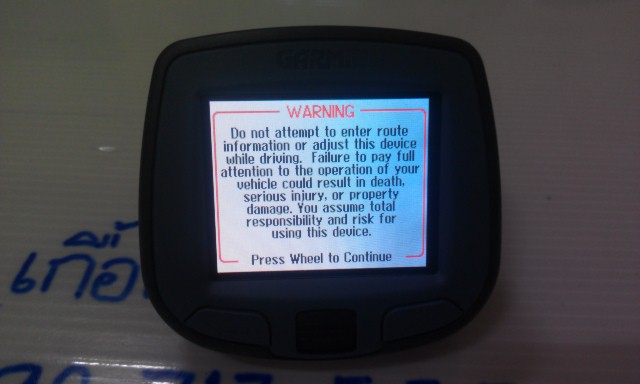 GARMIN
WARNING
Do not attempt to enter route
information or adjust this device
while driving. Failure to pay full
attention to the operation of your
vehicle could result in death,
serious injury, or property
damage. You assume total
responsibility and risk for
using this device.
Press Wheel to Continue